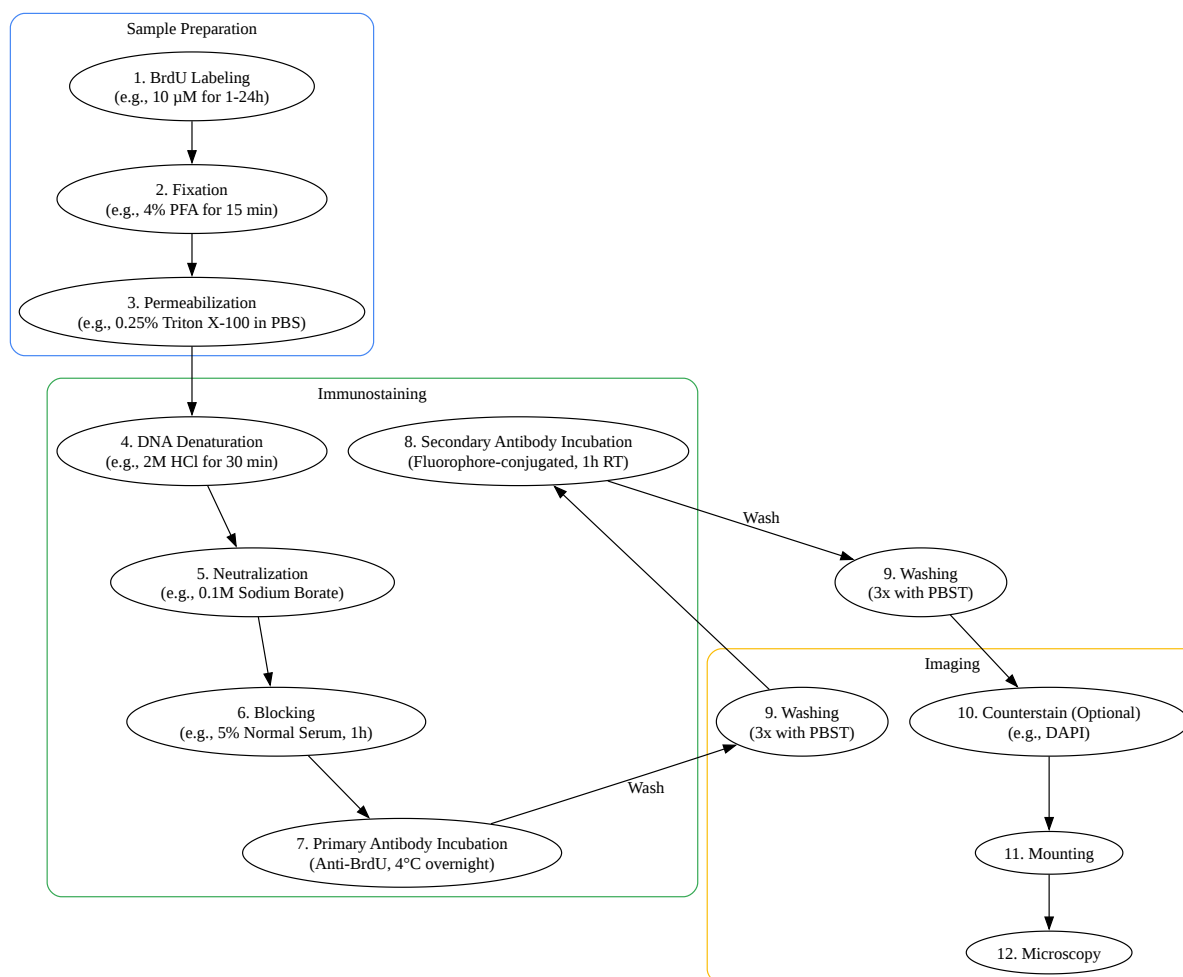 Sample Preparation
1. BrdU Labeling
(e.g., 10 µM for 1-24h)
2. Fixation
(e.g., 4% PFA for 15 min)
3. Permeabilization
(e.g., 0.25% Triton X-100 in PBS)
Immunostaining
4. DNA Denaturation
(e.g., 2M HCl for 30 min)
5. Neutralization
(e.g., 0.1M Sodium Borate)
6. Blocking
(e.g., 5% Normal Serum, 1h)
7. Primary Antibody Incubation
(Anti-BrdU, 4°C overnight)
Wash
9. Washing
(3x with PBST)
8. Secondary Antibody Incubation
(Fluorophore-conjugated, 1h RT)
Wash
9. Washing
(3x with PBST)
Imaging
10. Counterstain (Optional)
(e.g., DAPI)
11. Mounting
12. Microscopy